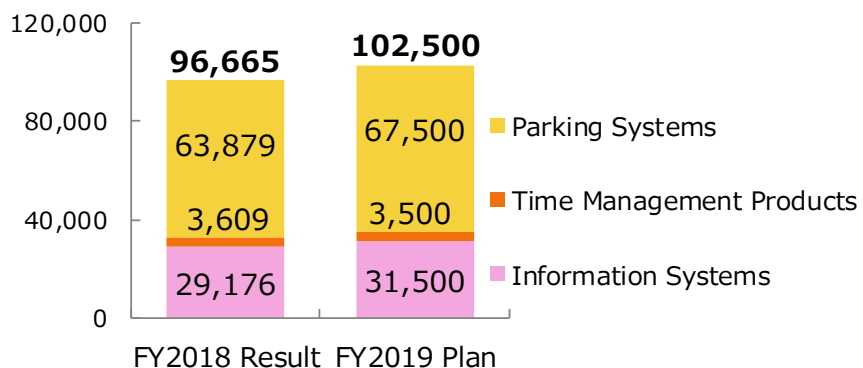 120,000
80,000
40,000
0
96,665
63,879
3,609
29,176
102,500
67,500
3,500
31,500
FY2018 Result
FY2019 Plan
Parking Systems
Time Management Products
Information Systems